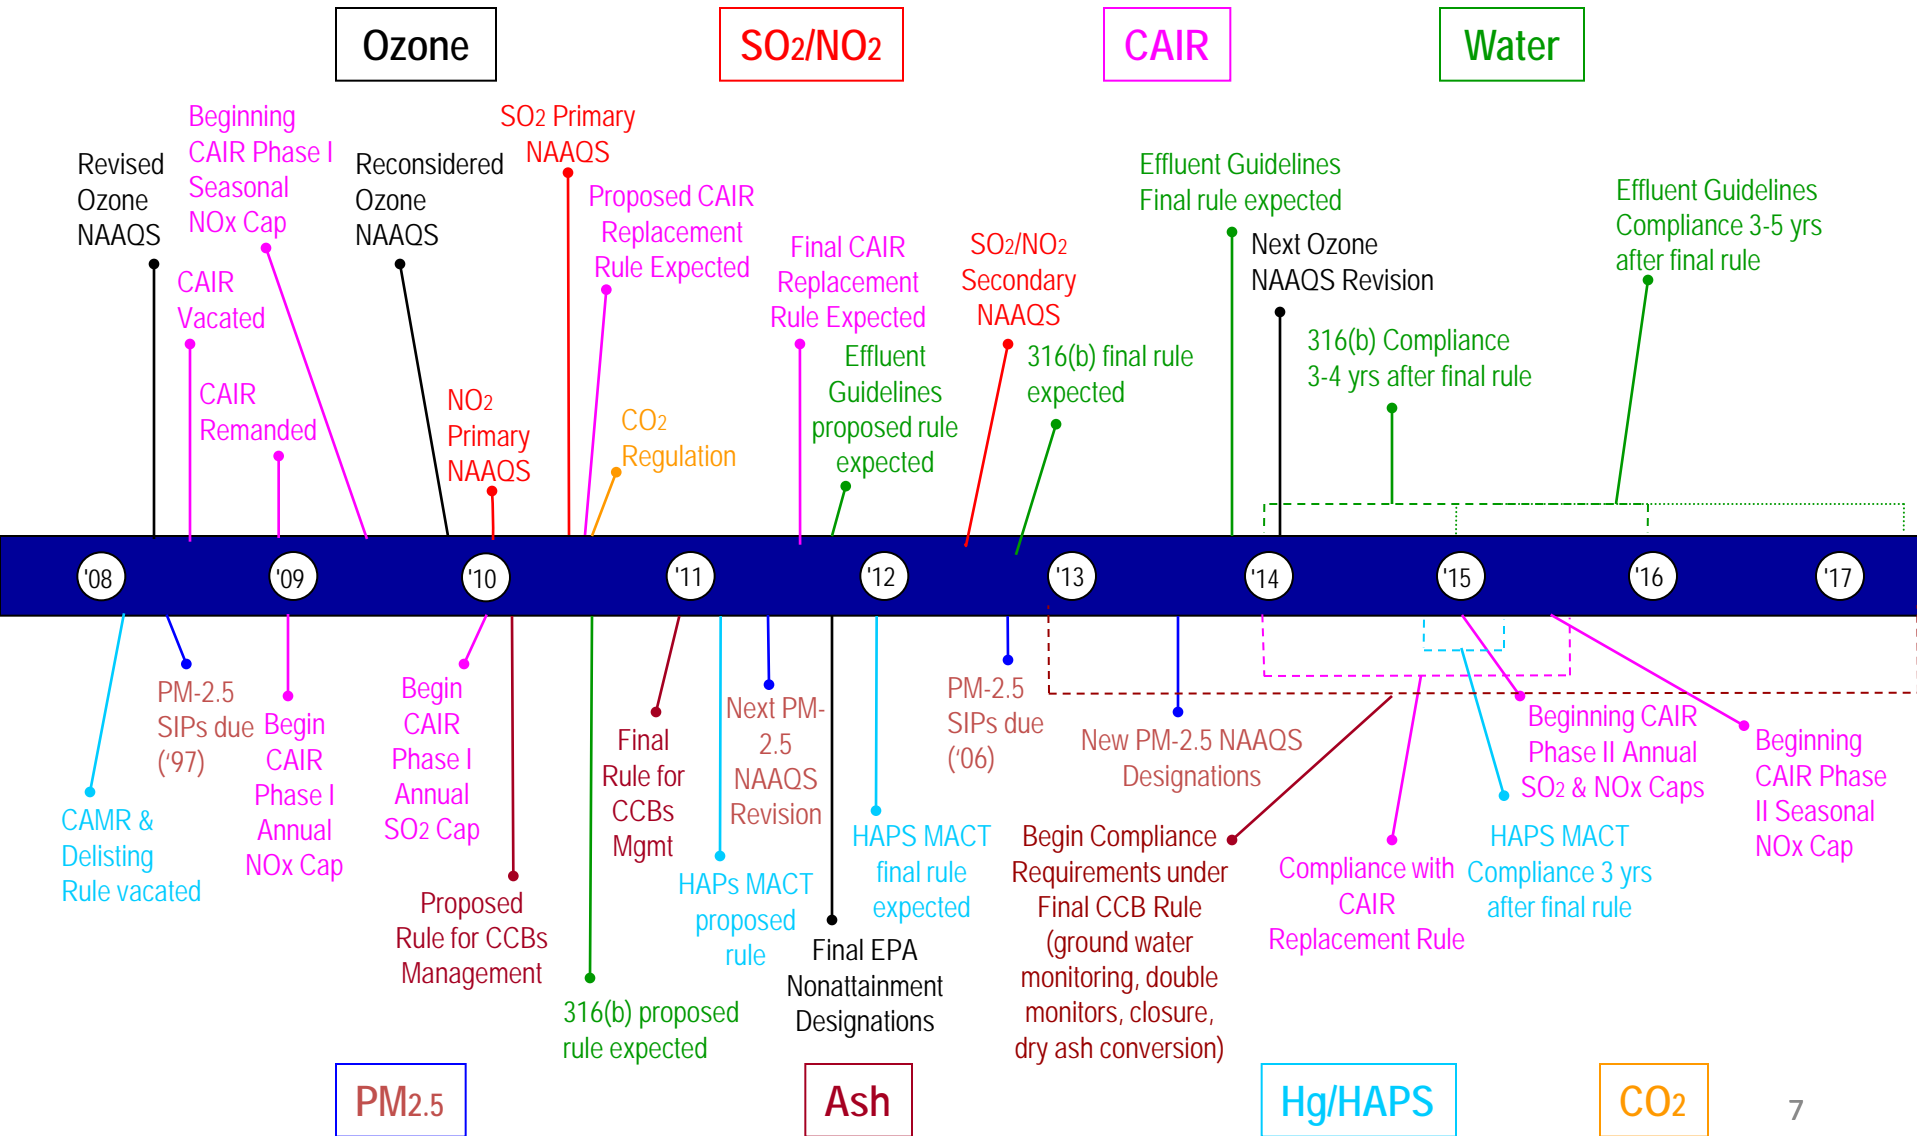 Ozone
SO2/NO2
CAIR
Water
Revised
Ozone
NAAQS
Beginning
CAIR Phase I
Seasonal
NOx Cap
CAIR
Vacated
CAIR
Remanded
Reconsidered
Ozone
NAAQS
NO2
Primary
NAAQS
SO2 Primary
NAAQS
Proposed CAIR
Replacement
Rule Expected
CO2
Regulation
Final CAIR
Replacement
Rule Expected
Effluent
Guidelines
proposed rule
expected
SO2/NO2
Secondary
NAAQS
316(b) final rule
expected
Effluent Guidelines
Final rule expected
Next Ozone
NAAQS Revision
316(b) Compliance
3-4 yrs after final rule
Effluent Guidelines
Compliance 3-5 yrs
after final rule
'08
'09
'10
'11
'12
'13
'14
'15
'16
'17
CAMR &
Delisting
Rule vacated
PM-2.5
SIPs due
(‘97)
Begin
CAIR
Phase I
Annual
NOx Cap
Begin
CAIR
Phase I
Annual
SO2 Cap
Proposed
Rule for CCBs
Management
316(b) proposed
rule expected
Final
Rule for
CCBs
Mgmt
HAPs MACT
proposed
rule
Next PM-
2.5
NAAQS
Revision
Final EPA
Nonattainment
Designations
HAPS MACT
final rule
expected
PM-2.5
SIPs due
(‘06)
New PM-2.5 NAAQS
Designations
Begin Compliance
Requirements under
Final CCB Rule
(ground water
monitoring, double
monitors, closure,
dry ash conversion)
Compliance with
CAIR
Replacement Rule
Beginning CAIR
Phase II Annual
SO2 & NOx Caps
HAPS MACT
Compliance 3 yrs
after final rule
Beginning
CAIR Phase
II Seasonal
NOx Cap
PM2.5
Ash
Hg/HAPS
CO2
7